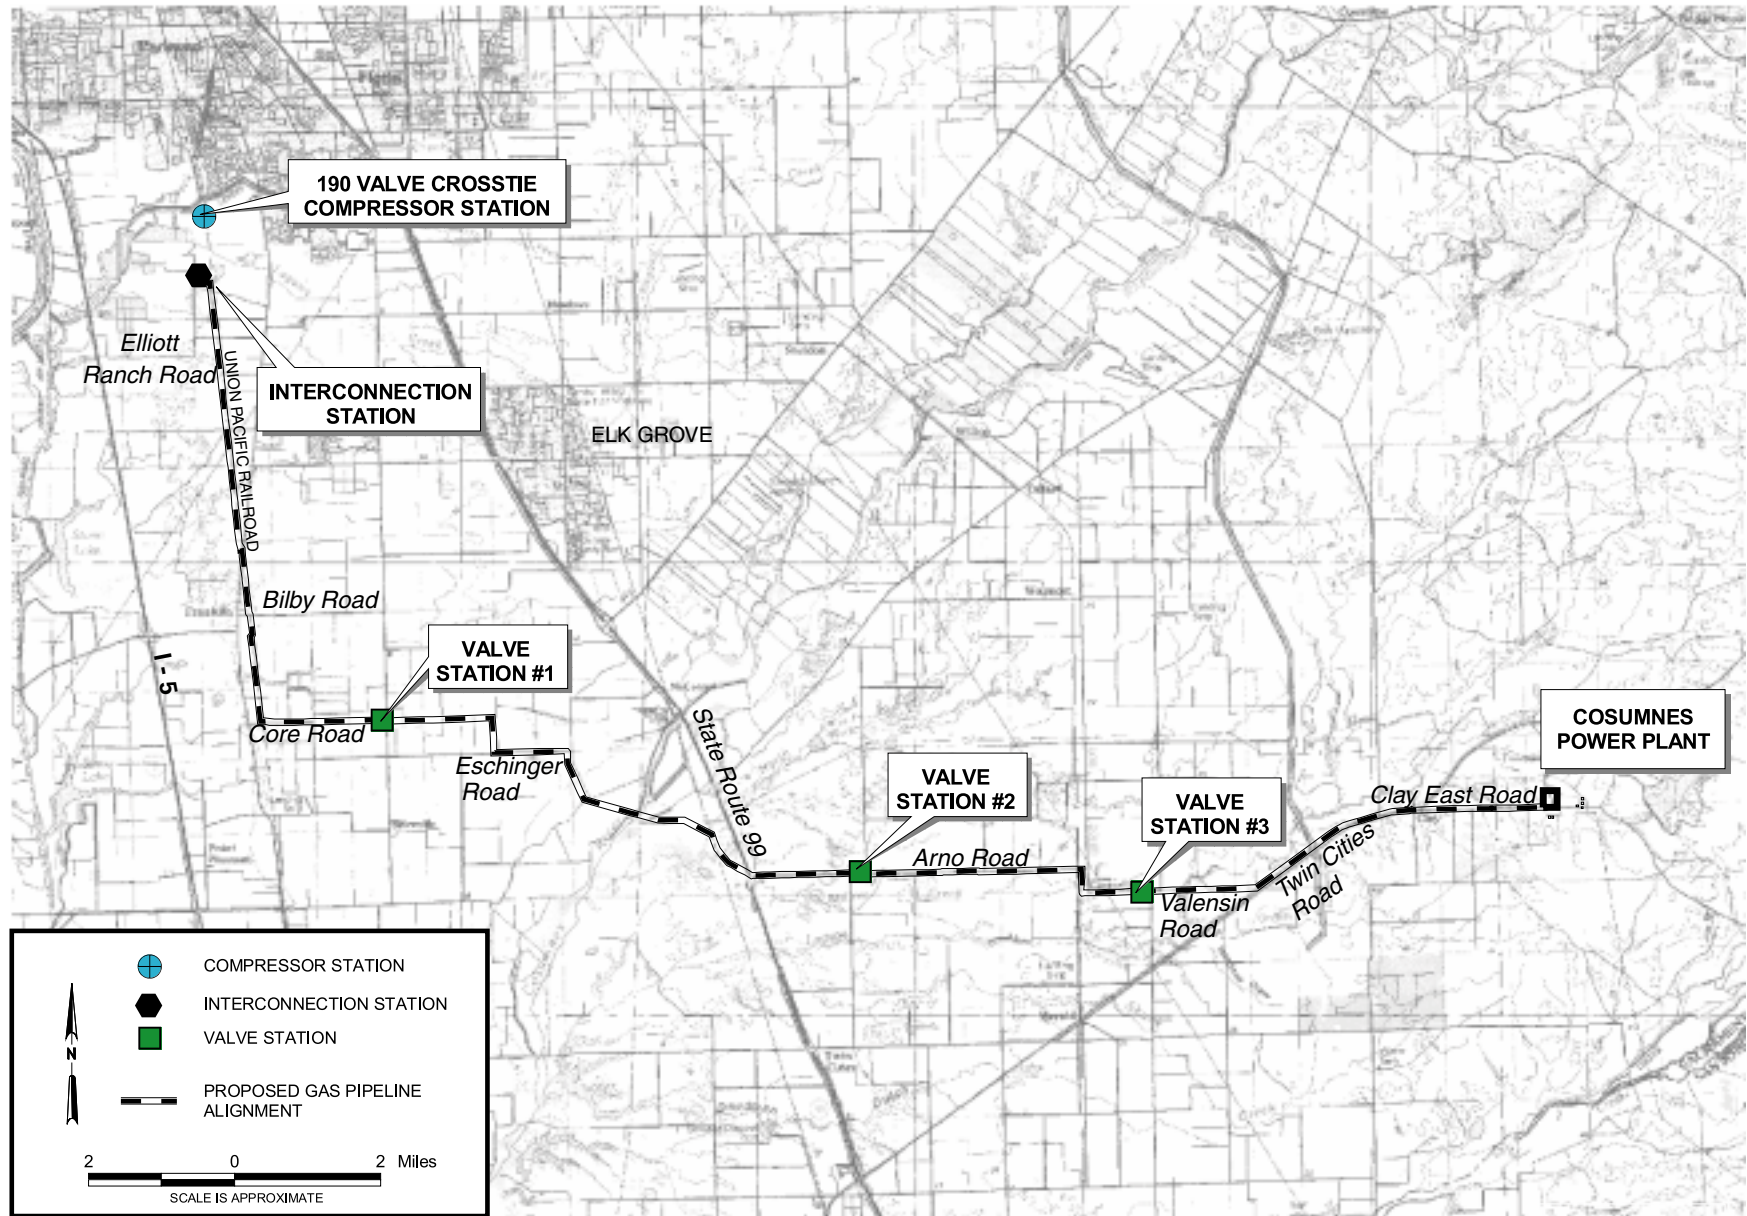 190 VALVE CROSSTIE
COMPRESSOR STATION
Elliott
Ranch Road
UNION PACIFIC RAILROAD
INTERCONNECTION
STATION
ELK GROVE
Bilby Road
I-5
VALVE
STATION #1
Core Road
Eschinger
Road
State Route 99
VALVE
STATION #2
Arno Road
VALVE
STATION #3
Valensin
Road
Twin Cities
Road
Clay East Road
COSUMNES
POWER PLANT
COMPRESSOR STATION
INTERCONNECTION STATION
VALVE STATION
N
PROPOSED GAS PIPELINE
ALIGNMENT
2 0 2 Miles
SCALE IS APPROXIMATE